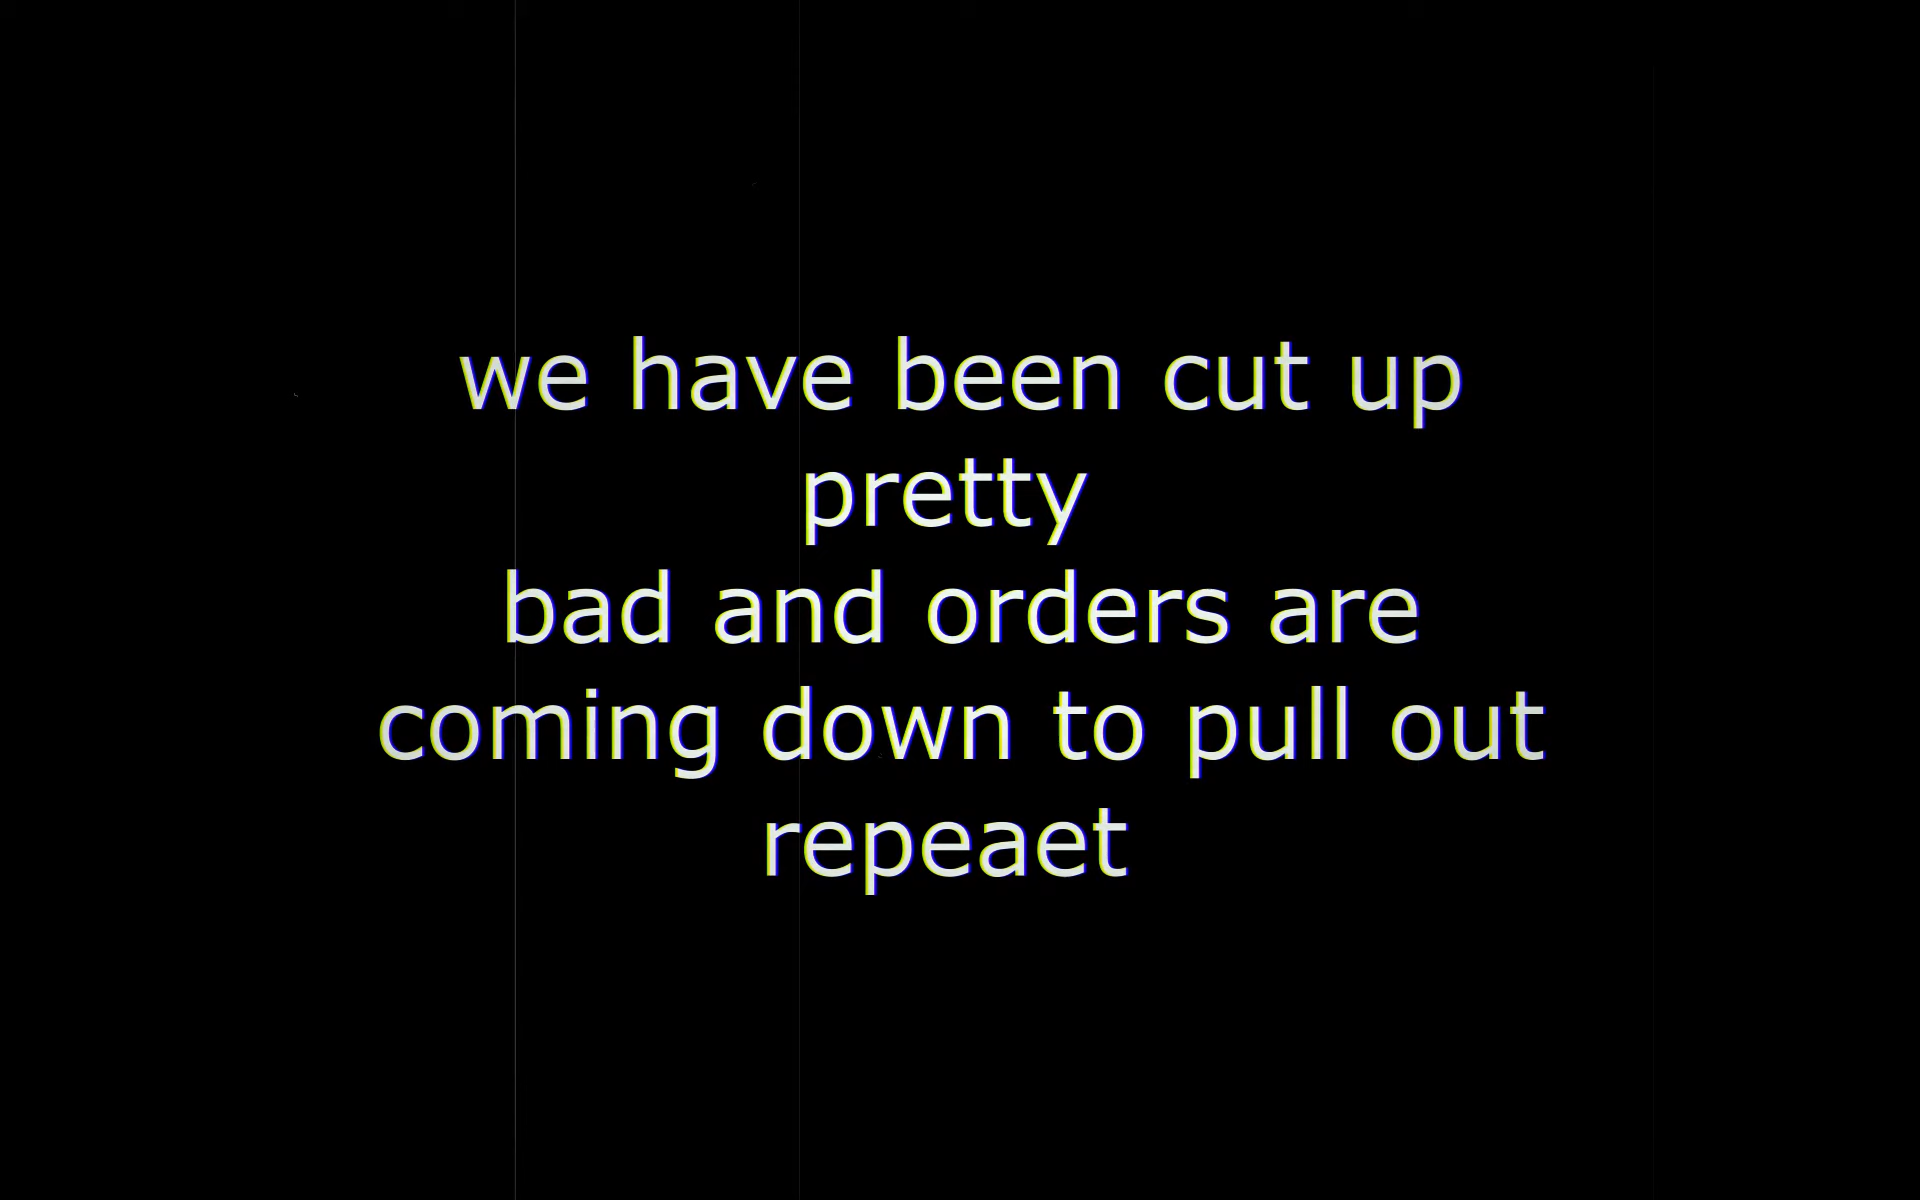 we have been cut up
pretty
bad and orders are
coming down to pull out
repeaet